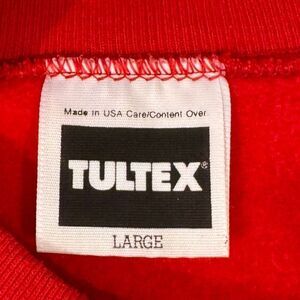 Made in USA Care/Content Over
TULTEX®
LARGE